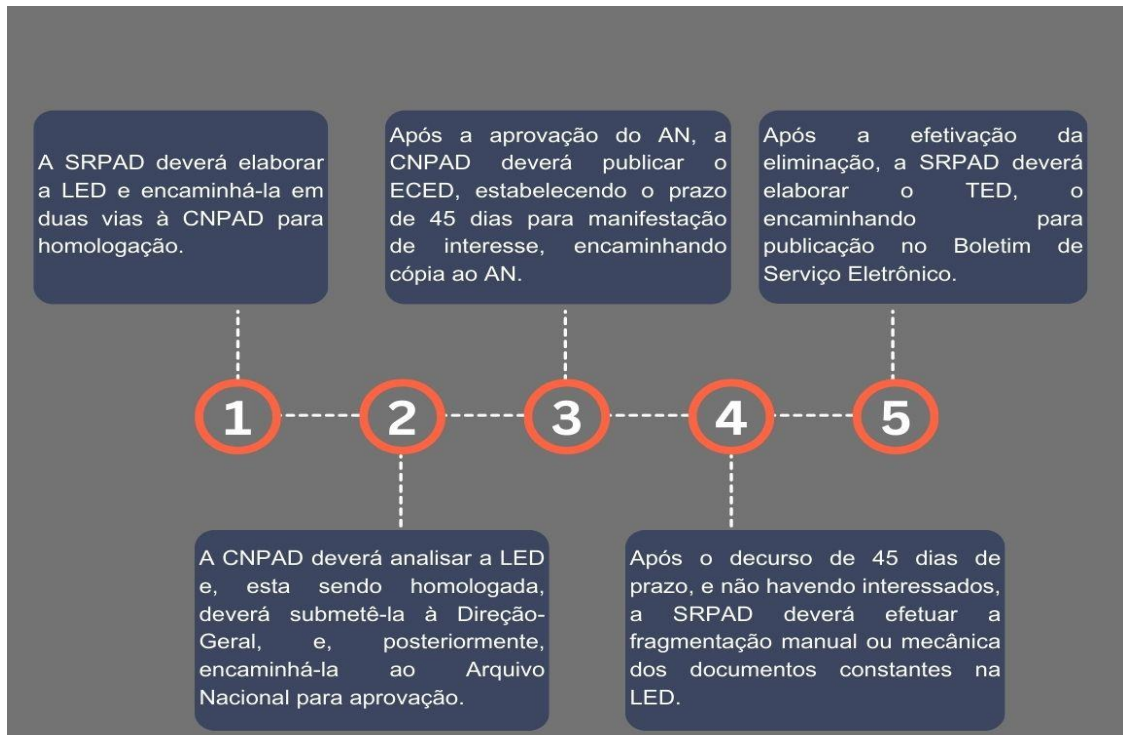 A SRPAD deverá elaborar
a LED e encaminhá-la em
duas vias à CNPAD para
homologação.
Após a aprovação do AN, a
CNPAD deverá publicar o
ECED, estabelecendo o prazo
de 45 dias para manifestação
de interesse, encaminhando
cópia ao AN.
Após a efetivação da
eliminação, a SRPAD deverá
elaborar o TED, o
encaminhando para
publicação no Boletim de
Serviço Eletrônico.
1
2
3
4
5
A CNPAD deverá analisar a LED
e, esta sendo homologada,
deverá submetê-la à Direção-
Geral, e, posteriormente,
encaminhá-la ao Arquivo
Nacional para aprovação.
Após o decurso de 45 dias de
prazo, e não havendo interessados,
a SRPAD deverá efetuar a
fragmentação manual ou mecânica
dos documentos constantes na
LED.